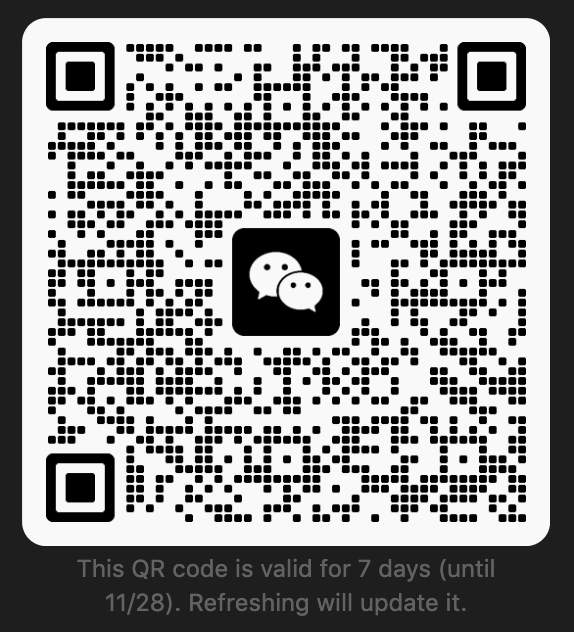 This QR code is valid for 7 days (until
11/28). Refreshing will update it.